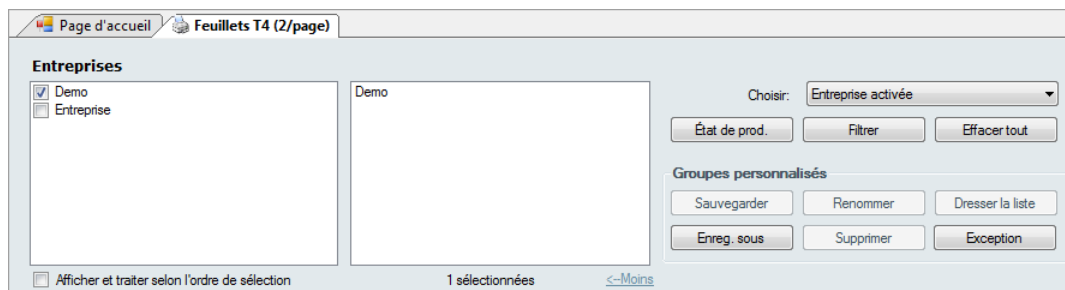 Page d'accueil
Feuillets T4 (2/page)
Entreprises
Demo
Entreprise
Demo
Choisir:
Entreprise activée
État de prod.
Filtrer
Effacer tout
Groupes personnalisés
Sauvegarder
Renommer
Dresser la liste
Enreg. sous
Supprimer
Exception
Afficher et traiter selon l'ordre de sélection
1 sélectionnées
<--Moins